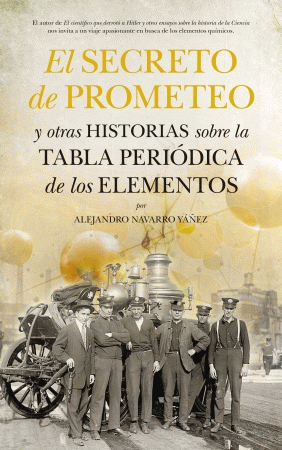 El autor de El científico que derrotó a Hitler y otros ensayos sobre la historia de la Ciencia
nos invita a un viaje apasionante en busca de los elementos químicos.
El SECRETO
de PROMETEO
y otras HISTORIAS sobre la
TABLA PERIÓDICA
de los ELEMENTOS
por
ALEJANDRO NAVARRO YÁÑEZ